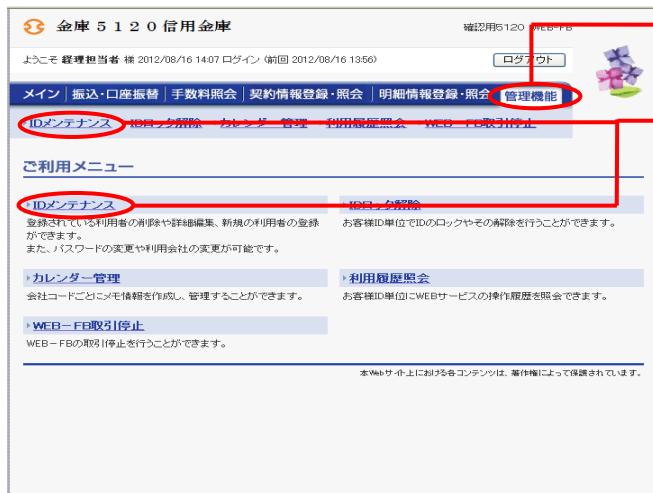 金庫５１２０信用金庫
確認用5120 WEB-FB
ようこそ 経理担当者 様 2012/08/16 14:07 ログイン (前回 2012/08/16 13:56)
ログアウト
メイン 振込・口座振替 手数料照会 契約情報登録・照会 明細情報登録・照会 管理機能
IDメンテナンス IDロック解除 カレンダー管理 利用履歴照会 WEB－FB取引停止
ご利用メニュー
IDメンテナンス
登録されている利用者の削除や詳細編集、新規の利用者の登録
ができます。
また、パスワードの変更や利用会社の変更が可能です。
IDロック解除
お客様ID単位でIDのロックやその解除を行うことができます。
カレンダー管理
会社コードごとにメモ情報を作成し、管理することができます。
利用履歴照会
お客様ID単位にWEBサービスの操作履歴を照会できます。
WEB－FB取引停止
WEB－FBの取引停止を行うことができます。
本Webサイト上における各コンテンツは、著作権によって保護されています。